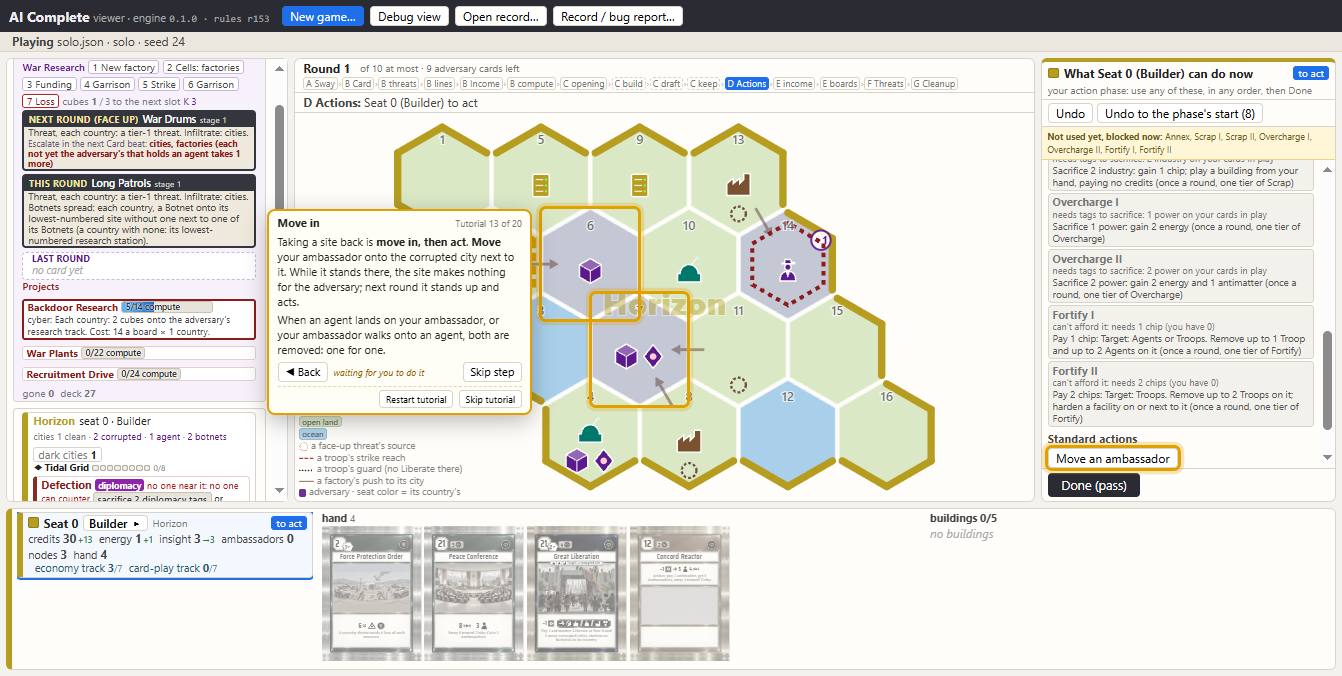 AI Complete viewer · engine 0.1.0 · rules r153 New game... Debug view Open record... Record / bug report...
Playing solo.json · solo · seed 24
War Research 1 New factory 2 Cells: factories
3 Funding 4 Garrison 5 Strike 6 Garrison
7 Loss cubes 1 / 3 to the next slot K 3
NEXT ROUND (FACE UP) War Drums stage 1
Threat, each country: a tier-1 threat. Infiltrate: cities.
Escalate in the next Card beat: cities, factories (each
not yet the adversary's that holds an agent takes 1
more)
THIS ROUND Long Patrols stage 1
Threat, each country: a tier-1 threat. Infiltrate: cities.
Botnets spread: each country, a Botnet onto its
lowest-numbered site without one next to one of
its Botnets (a country with none: its lowest-
numbered research station).
LAST ROUND
no card yet
Projects
Backdoor Research 5/14 compute
cyber: Each country: 2 cubes onto the adversary's
research track. Cost: 14 a board × 1 country.
War Plants 0/22 compute
Recruitment Drive 0/24 compute
gone 0 deck 27
Horizon seat 0 · Builder
cities 1 clean · 2 corrupted · 1 agent · 2 botnets
dark cities 1
Tidal Grid 0/8
Defection diplomacy no one near it: no one
can counter sacrifice 2 diplomacy tags or
Round 1 of 10 at most · 9 adversary cards left
A Sway B Card B threats B lines B Income B compute C opening C build C draft C keep D Actions E income E boards F Threats G Cleanup
D Actions: Seat 0 (Builder) to act
1
5
9
13
6
10
14
1
3
Horizon
11
15
4
8
12
16
Move in Tutorial 13 of 20
Taking a site back is move in, then act. Move
your ambassador onto the corrupted city next to
it. While it stands there, the site makes nothing
for the adversary; next round it stands up and
acts.
When an agent lands on your ambassador, or
your ambassador walks onto an agent, both are
removed: one for one.
◀ Back waiting for you to do it Skip step
Restart tutorial Skip tutorial
open land
ocean
a face-up threat's source
a troop's reach
a troop's guard (no Liberate there)
a factory's push to its city
adversary · seat color = its country's
What Seat 0 (Builder) can do now to act
your action phase: use any of these, in any order, then Done
Undo Undo to the phase's start (8)
Not used yet, blocked now: Annex, Scrap I, Scrap II, Overcharge I,
Overcharge II, Fortify I, Fortify II
needs tags to sacrifice: 2 industry on your cards in play
Sacrifice 2 industry: gain 1 chip; play a building from your
hand, paying no credits (once a round, one tier of Scrap)
Overcharge I
needs tags to sacrifice: 1 power on your cards in play
Sacrifice 1 power: gain 2 energy (once a round, one tier of
Overcharge)
Overcharge II
needs tags to sacrifice: 2 power on your cards in play
Sacrifice 2 power: gain 2 energy and 1 antimatter (once a
round, one tier of Overcharge)
Fortify I
can't afford it: needs 1 chip (you have 0)
Pay 1 chip: Target: Agents or Troops. Remove up to 1 Troop
and up to 2 Agents on it (once a round, one tier of Fortify)
Fortify II
can't afford it: needs 2 chips (you have 0)
Pay 2 chips: Target: Troops. Remove up to 2 Troops on it;
harden a facility on or next to it (once a round, one tier of
Fortify)
Standard actions
Move an ambassador
Done (pass)
Seat 0 Builder ▸ Horizon to act
credits 30 +13 energy 1 +1 insight 3 →3 ambassadors 0
nodes 3 hand 4
economy track 3/7 card-play track 0/7
hand 4
Force Protection Order
Peace Conference
Great Liberation
Concord Reactor
buildings 0/5
no buildings